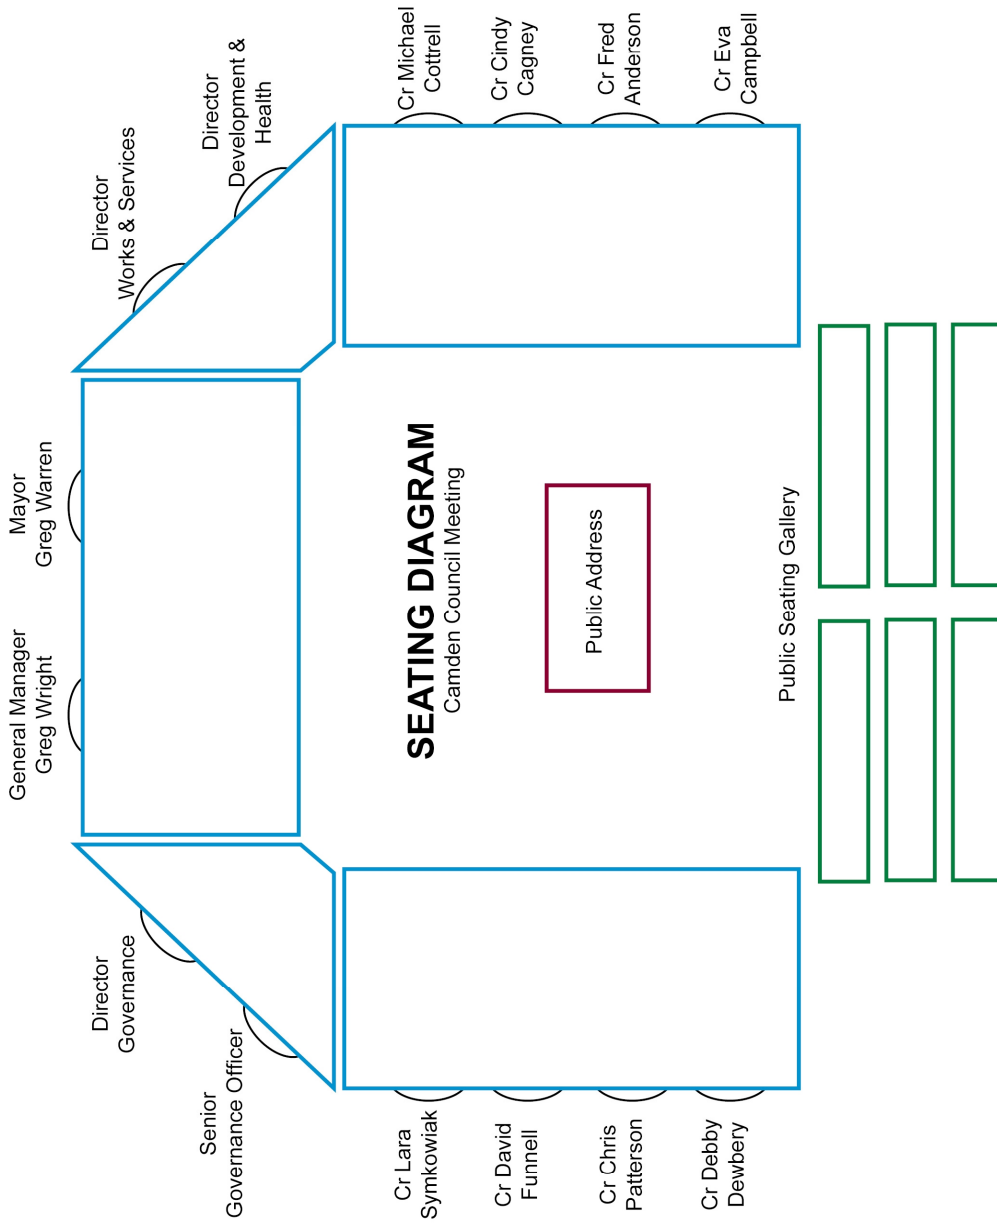 General Manager
Greg Wright
Mayor
Greg Warren
Director
Governance
Director
Works & Services
Senior
Governance Officer
Director
Development &
Health
Cr Lara
Symkowiak
SEATING DIAGRAM
Camden Council Meeting
Cr Michael
Cottrell
Cr David
Funnell
Cr Cindy
Cagney
Cr Chris
Patterson
Public Address
Cr Fred
Anderson
Cr Debby
Dewbery
Cr Eva
Campbell
Public Seating Gallery